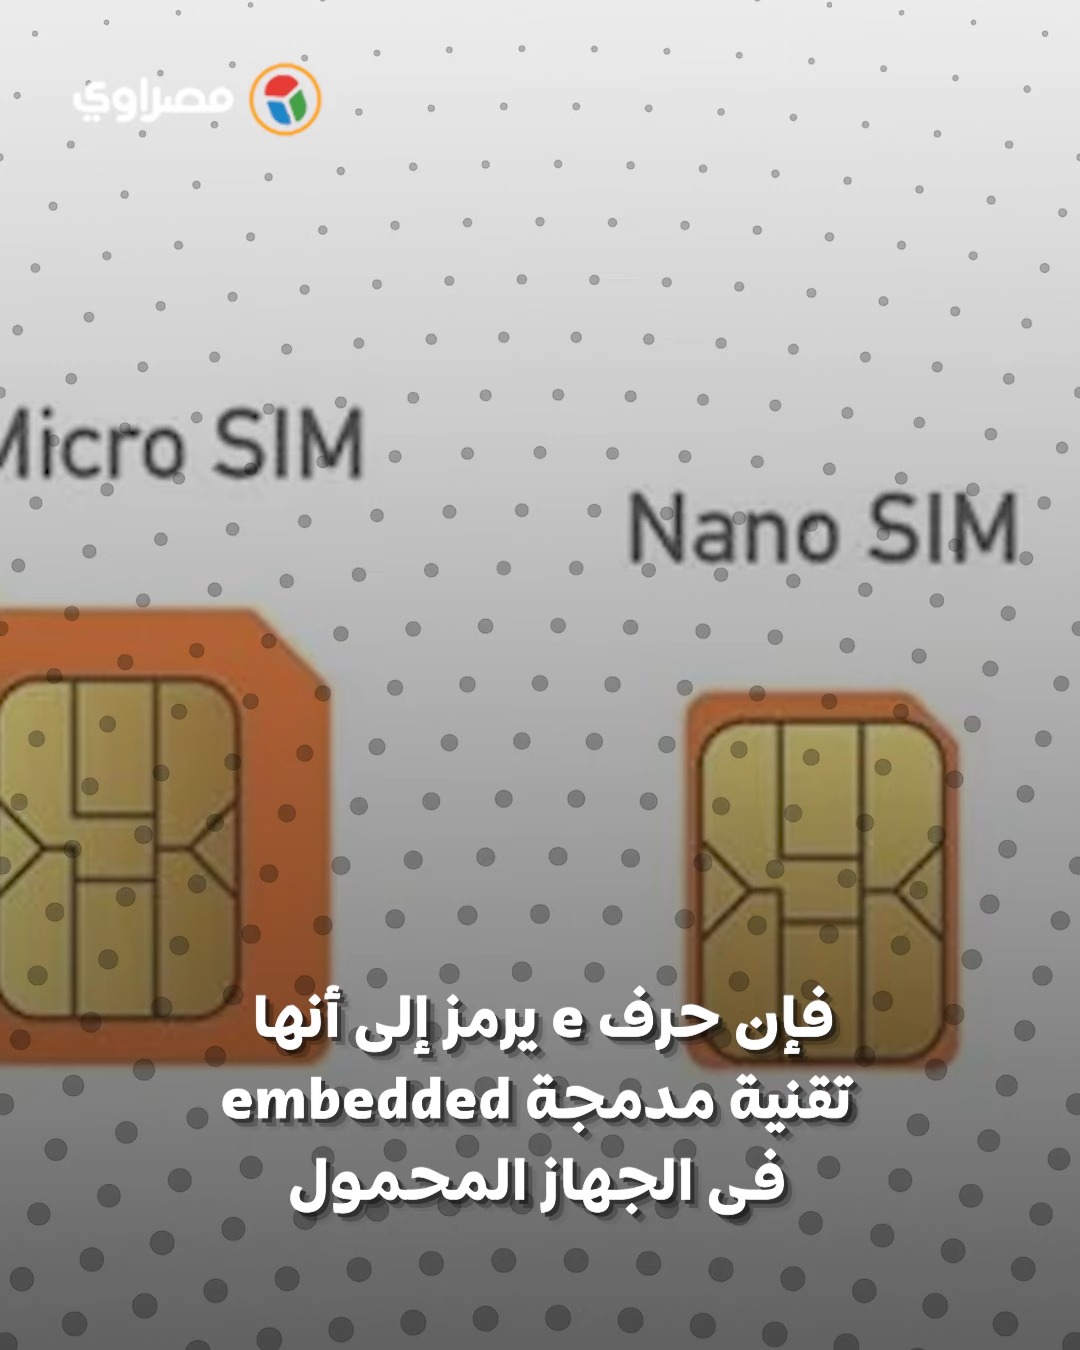 مصراوي
Micro SIM
Nano SIM
فإن حرف e يرمز إلى أنها
تقنية مدمجة embedded
فى الجهاز المحمول